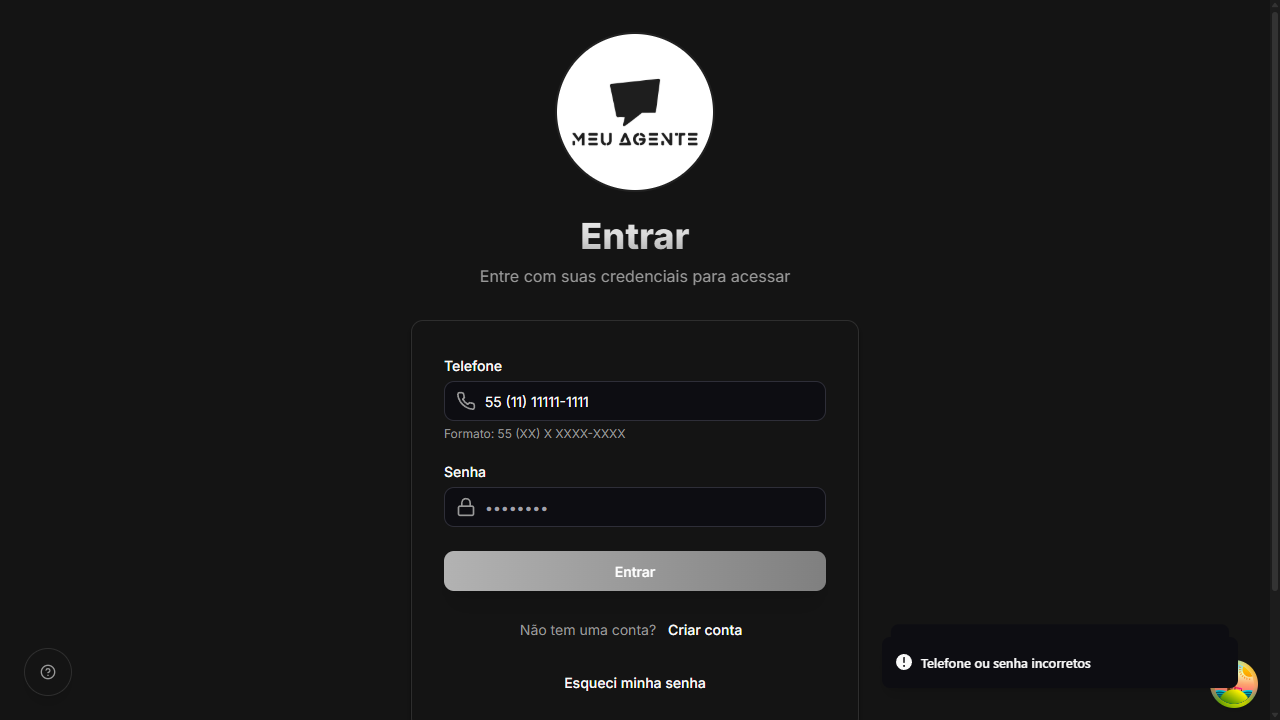 MEU AGENTE
Entrar
Entre com suas credenciais para acessar
Telefone
55 (11) 11111-1111
Formato: 55 (XX) X XXXX-XXXX
Senha
••••••••
Entrar
Não tem uma conta? Criar conta
Telefone ou senha incorretos
Esqueci minha senha